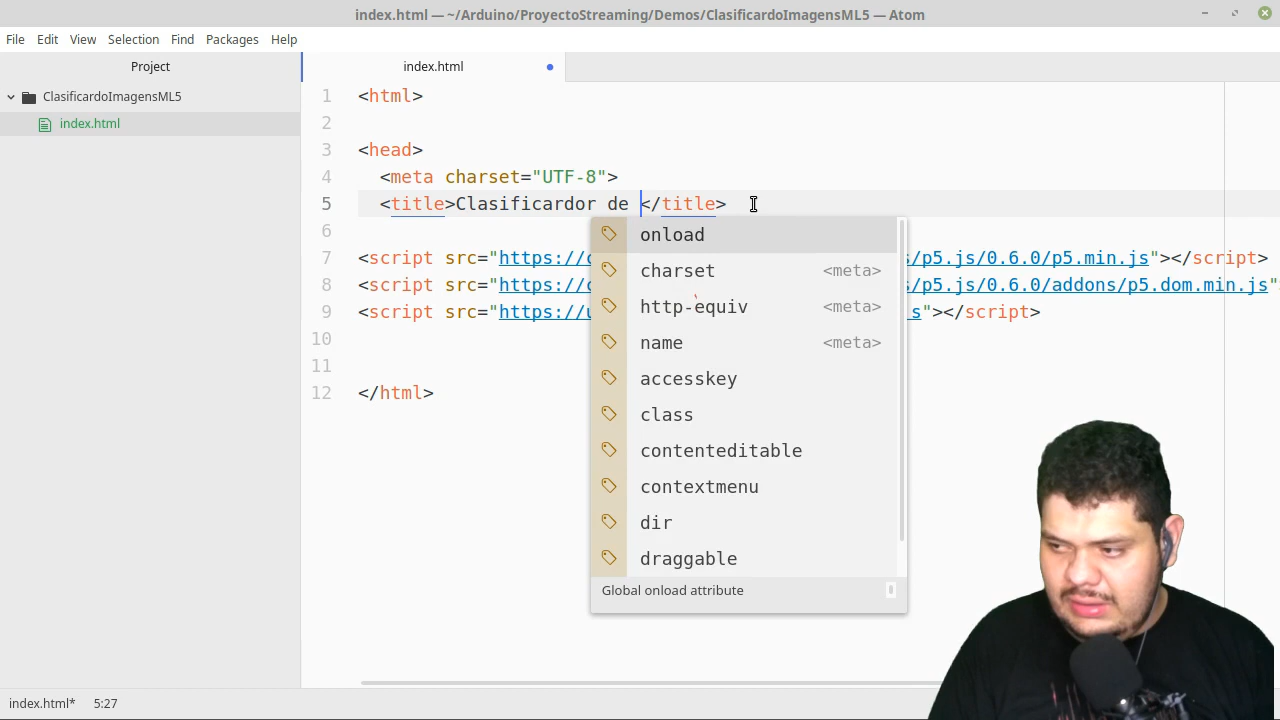 index.html — ~/Arduino/ProyectoStreaming/Demos/ClasificardoImagensML5 — Atom
File Edit View Selection Find Packages Help
Project
index.html
ClasificardoImagensML5
index.html
1 <html>
2
3 <head>
4 <meta charset="UTF-8">
5 <title>Clasificardor de </title>
6
7 <script src="https:// /p5.js/0.6.0/p5.min.js"></script>
8 <script src="https:// /p5.js/0.6.0/addons/p5.dom.min.js"
9 <script src="https:// s"></script>
10
11
12 </html>
onload
charset <meta>
http-equiv <meta>
name <meta>
accesskey
class
contenteditable
contextmenu
dir
draggable
Global onload attribute
index.html* 5:27